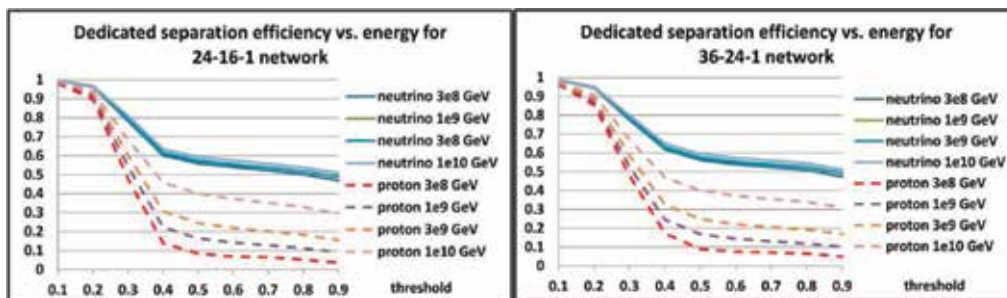 Dedicated separation efficiency vs. energy for
24-16-1 network
1
0.9
0.8
0.7
0.6
0.5
0.4
0.3
0.2
0.1
0
neutrino 3e8 GeV
neutrino 1e9 GeV
neutrino 3e8 GeV
neutrino 1e10 GeV
proton 3e8 GeV
proton 1e9 GeV
proton 3e9 GeV
proton 1e10 GeV
threshold
0.1 0.2 0.3 0.4 0.5 0.6 0.7 0.8 0.9
Dedicated separation efficiency vs. energy for
36-24-1 network
1
0.9
0.8
0.7
0.6
0.5
0.4
0.3
0.2
0.1
0
neutrino 3e8 GeV
neutrino 1e9 GeV
neutrino 3e9 GeV
neutrino 1e10 GeV
proton 3e8 GeV
proton 1e9 GeV
proton 3e9 GeV
proton 1e10 GeV
threshold
0.1 0.2 0.3 0.4 0.5 0.6 0.7 0.8 0.9